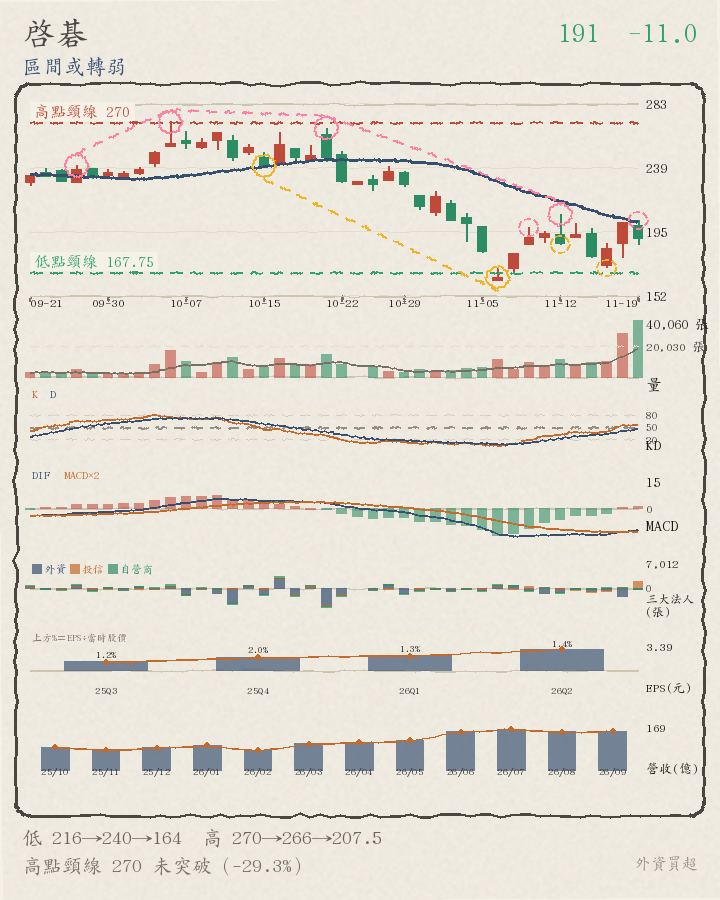 啓碁
191 -11.0
區間或轉弱
高點頸線 270
低點頸線 167.75
283
239
195
152
09-21 09-30 10-07 10-15 10-22 10-29 11-05 11-12 11-19
40,060 張
20,030 張
量
K D
80
50
20
KD
DIF MACD×2
15
0
MACD
外資 投信 自營商
7,012
0
三大法人
(張)
上方%=EPS÷當時股價
1.2% 2.0% 1.3% 1.4%
3.39
25Q3 25Q4 26Q1 26Q2
EPS(元)
169
25/10 25/11 25/12 26/01 26/02 26/03 26/04 26/05 26/06 26/07 26/08 26/09
營收(億)
低 216→240→164 高 270→266→207.5
高點頸線 270 未突破 (-29.3%)
外資買超